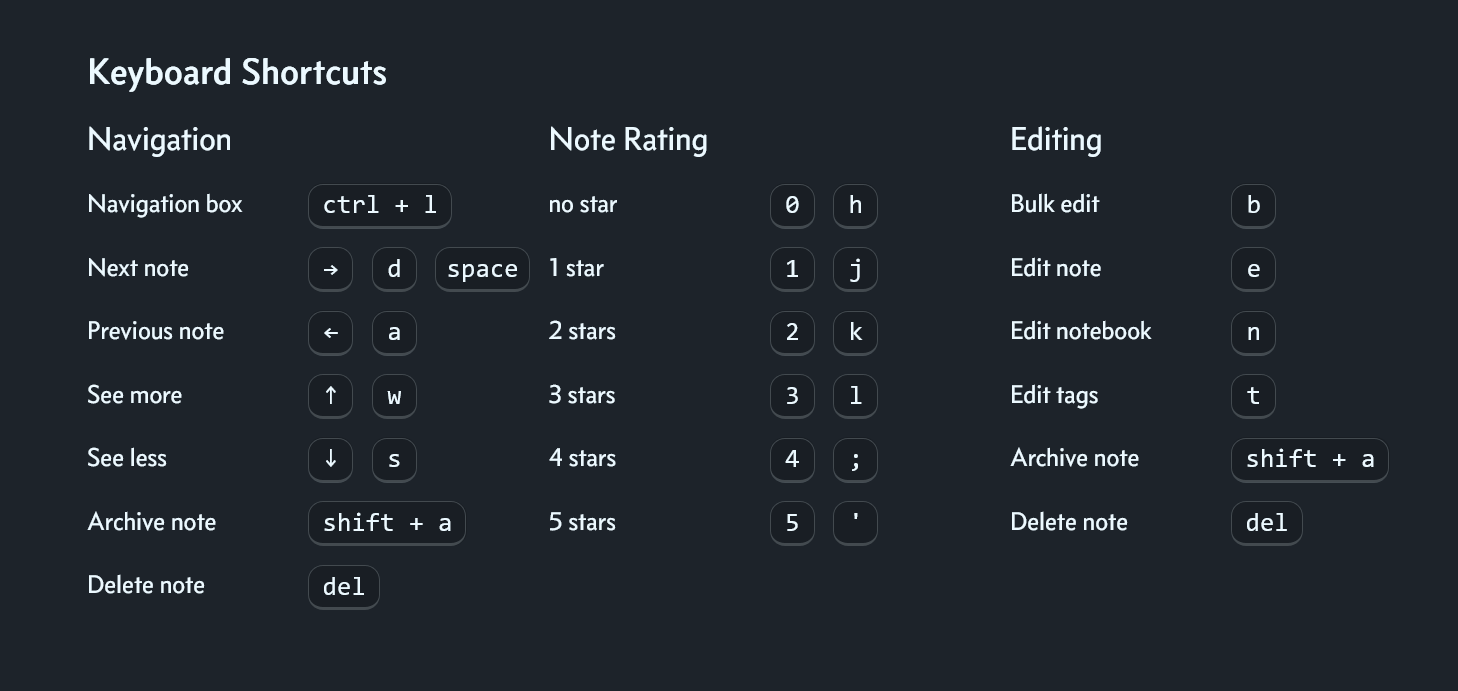 Keyboard Shortcuts
Navigation
Navigation box ctrl + l
Next note → d space
Previous note ← a
See more ↑ w
See less ↓ s
Archive note shift + a
Delete note del
Note Rating
no star 0 h
1 star 1 j
2 stars 2 k
3 stars 3 l
4 stars 4 ;
5 stars 5 '
Editing
Bulk edit b
Edit note e
Edit notebook n
Edit tags t
Archive note shift + a
Delete note del